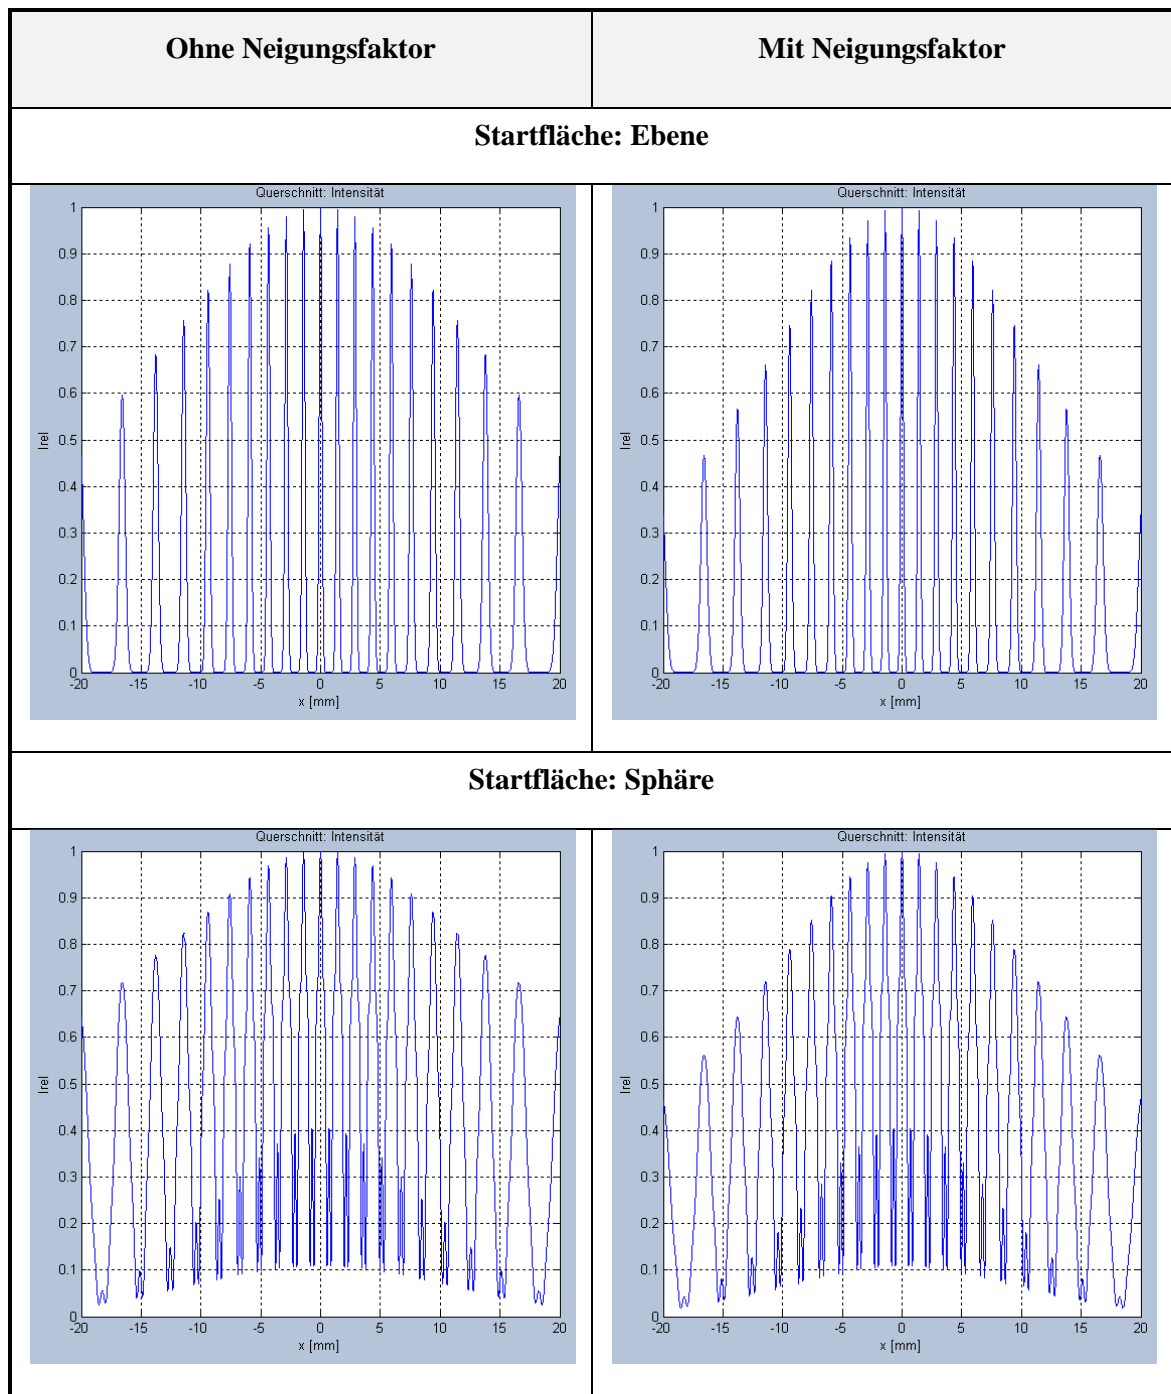 Ohne Neigungsfaktor
Mit Neigungsfaktor
Startfläche: Ebene
Querschnitt: Intensität
1
0.9
0.8
0.7
0.6
0.5
0.4
0.3
0.2
0.1
0
Irel
-20 -15 -10 -5 0 5 10 15 20
x [mm]
Querschnitt: Intensität
1
0.9
0.8
0.7
0.6
0.5
0.4
0.3
0.2
0.1
0
Irel
-20 -15 -10 -5 0 5 10 15 20
x [mm]
Startfläche: Sphäre
Querschnitt: Intensität
1
0.9
0.8
0.7
0.6
0.5
0.4
0.3
0.2
0.1
0
Irel
-20 -15 -10 -5 0 5 10 15 20
x [mm]
Querschnitt: Intensität
1
0.9
0.8
0.7
0.6
0.5
0.4
0.3
0.2
0.1
0
Irel
-20 -15 -10 -5 0 5 10 15 20
x [mm]